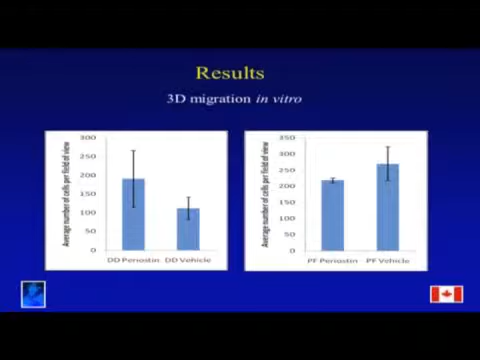 Results
3D migration in vitro
Average number of cells per field of view
300
250
200
150
100
50
0
DD Periostin DD Vehicle
Average number of cells per field of view
350
300
250
200
150
100
50
0
PF Periostin PF Vehicle